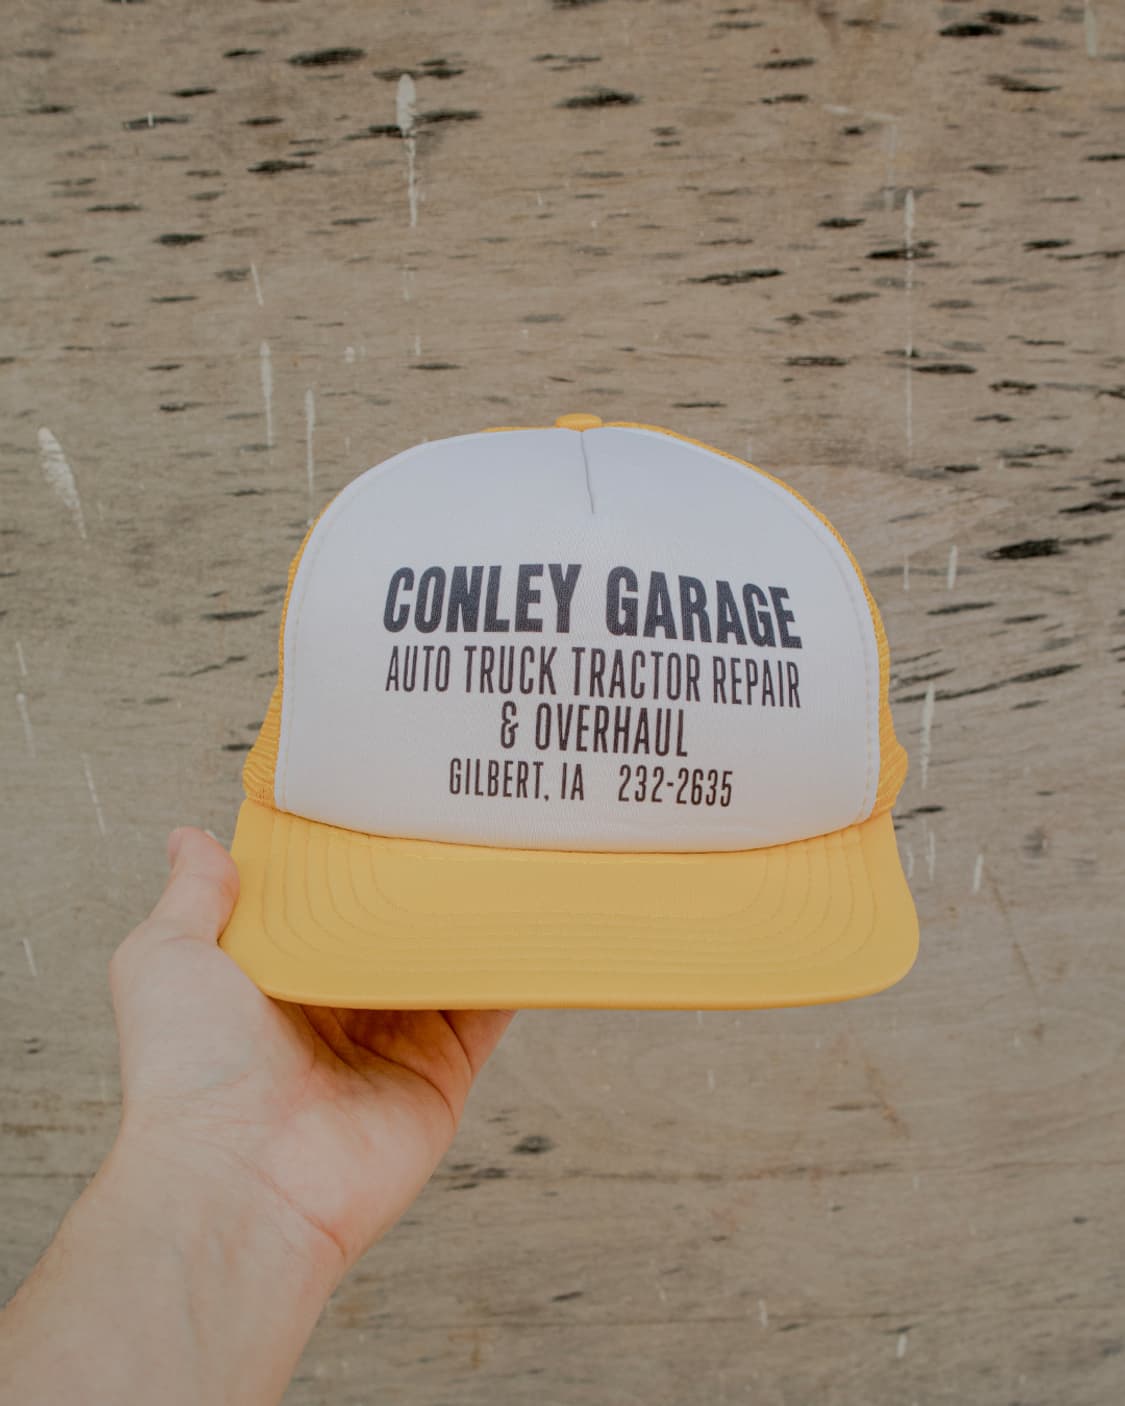 CONLEY GARAGE
AUTO TRUCK TRACTOR REPAIR
& OVERHAUL
GILBERT, IA 232-2635